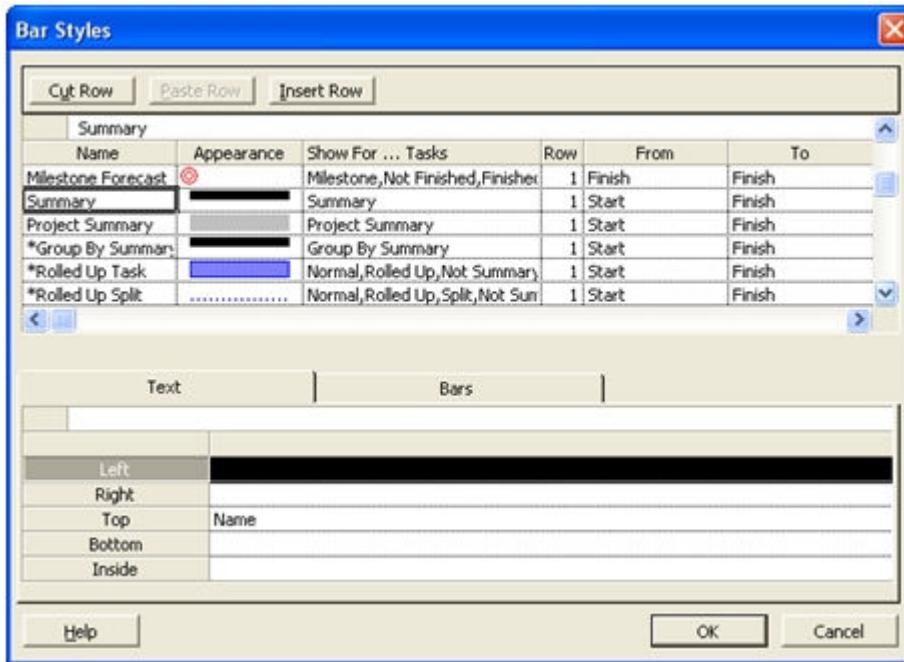 Bar Styles
Cut Row Paste Row Insert Row
Summary
Name Appearance Show For ... Tasks Row From To
Milestone Forecast Milestone,Not Finished,Finished 1 Finish Finish
Summary Summary 1 Start Finish
Project Summary Project Summary 1 Start Finish
*Group By Summary Group By Summary 1 Start Finish
*Rolled Up Task Normal,Rolled Up,Not Summary 1 Start Finish
*Rolled Up Split Normal,Rolled Up,Split,Not Sum 1 Start Finish
Text Bars
Left
Right
Top Name
Bottom
Inside
Help OK Cancel